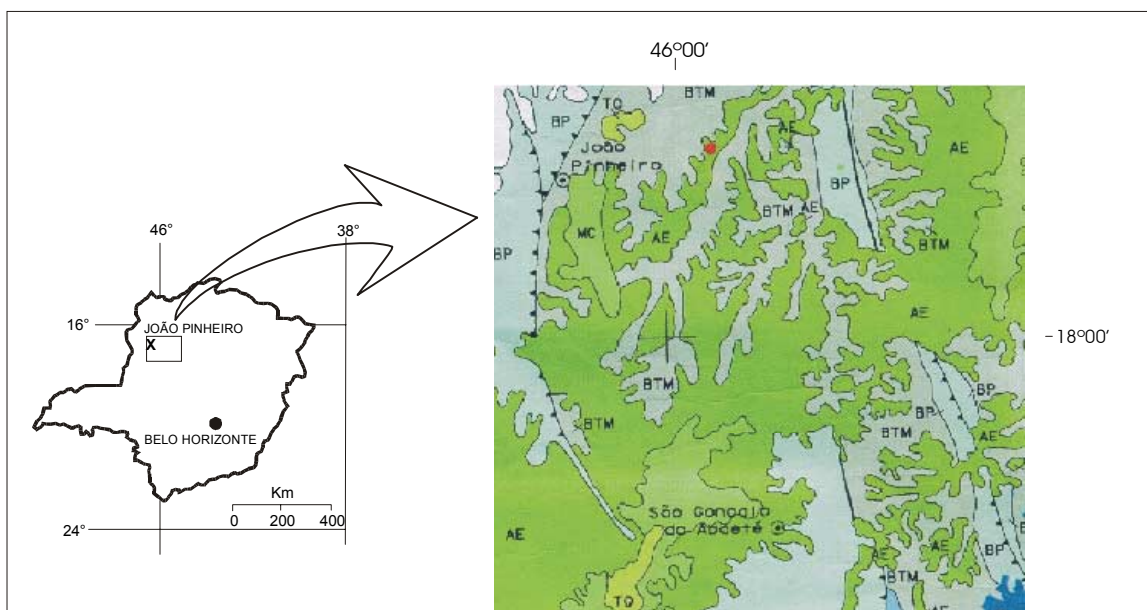 46°00'
46°
38°
16°
JOÃO PINHEIRO
X
BELO HORIZONTE
Km
0 200 400
24°
BTM
TQ
BP
João
Pinheiro
AE
AE
BP
BTM
AE
MC
AE
BTM
BP
AE
18°00'
BTM
BP
BP
BTM
BTM
AE
São Gonçalo
do Abaeté
AE
AE
AE
BP
B
BTM
TQ